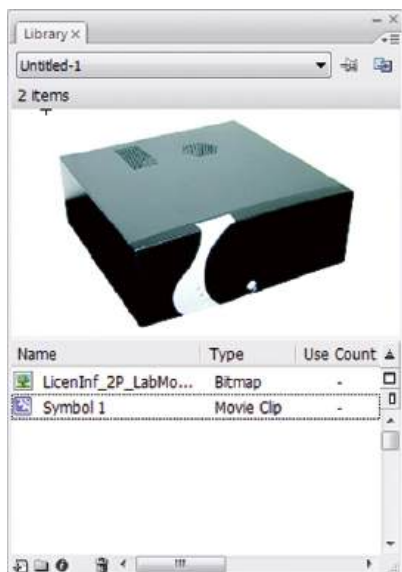 Library
Untitled-1
2 items
Name Type Use Count
LicenInf_2P_LabMo... Bitmap -
Symbol 1 Movie Clip -